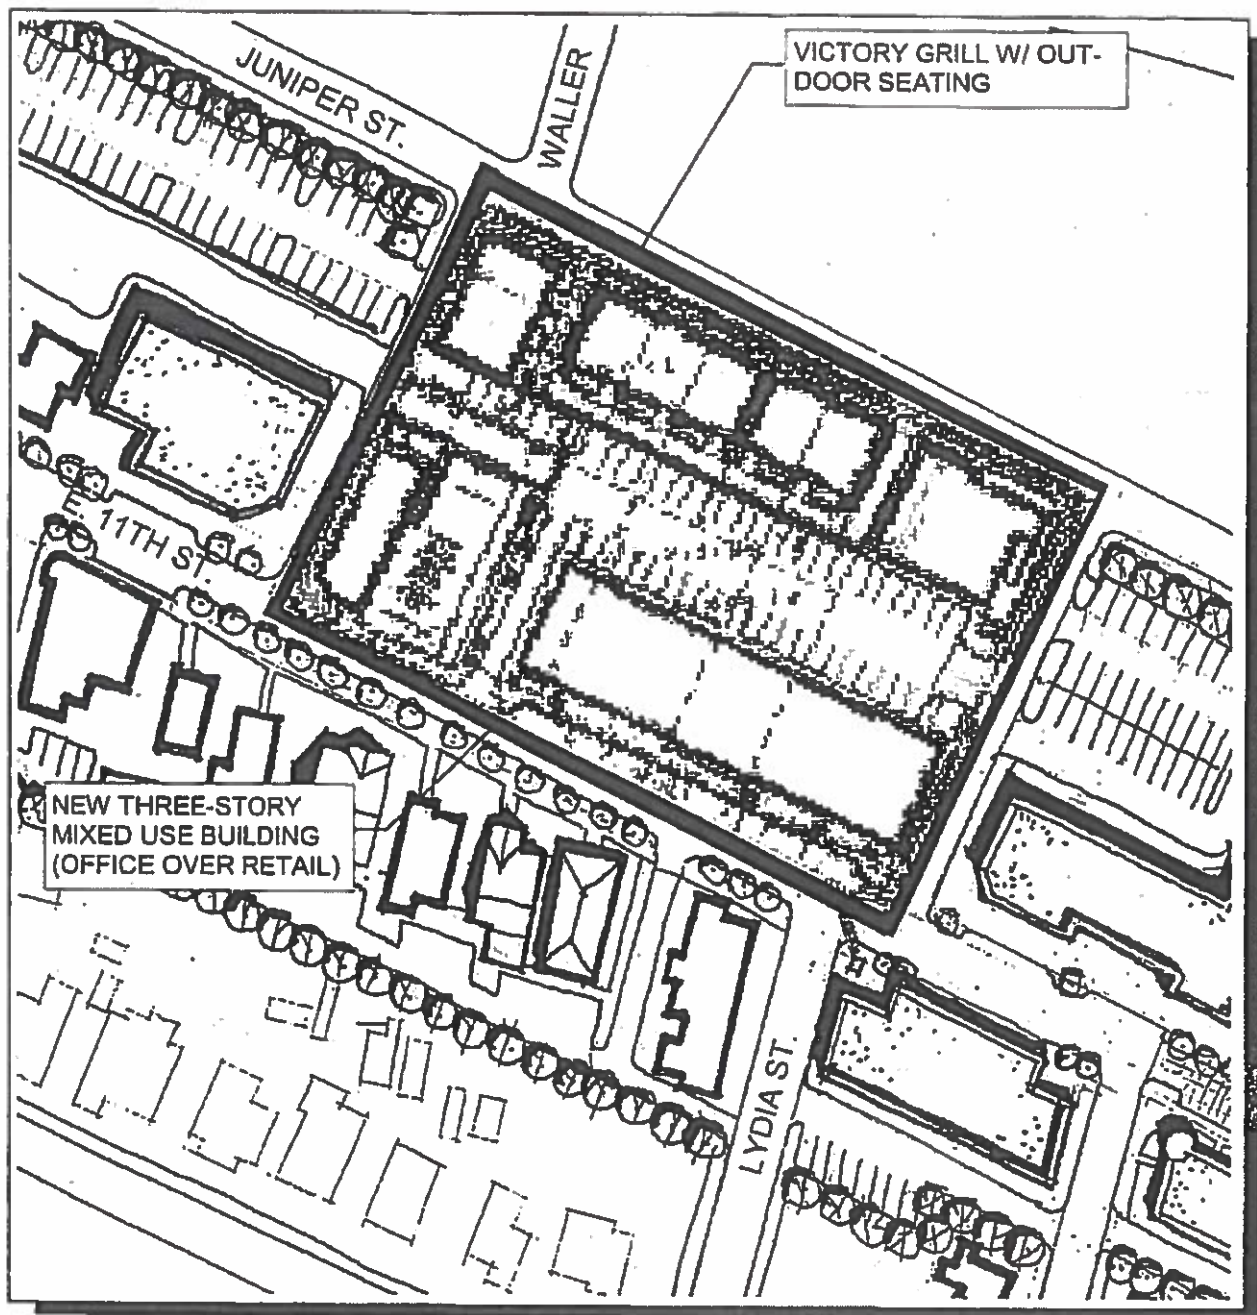 JUNIPER ST.
WALLER
VICTORY GRILL W/ OUT-
DOOR SEATING
E. 11TH ST.
NEW THREE-STORY
MIXED USE BUILDING
(OFFICE OVER RETAIL)
LYDIA ST.